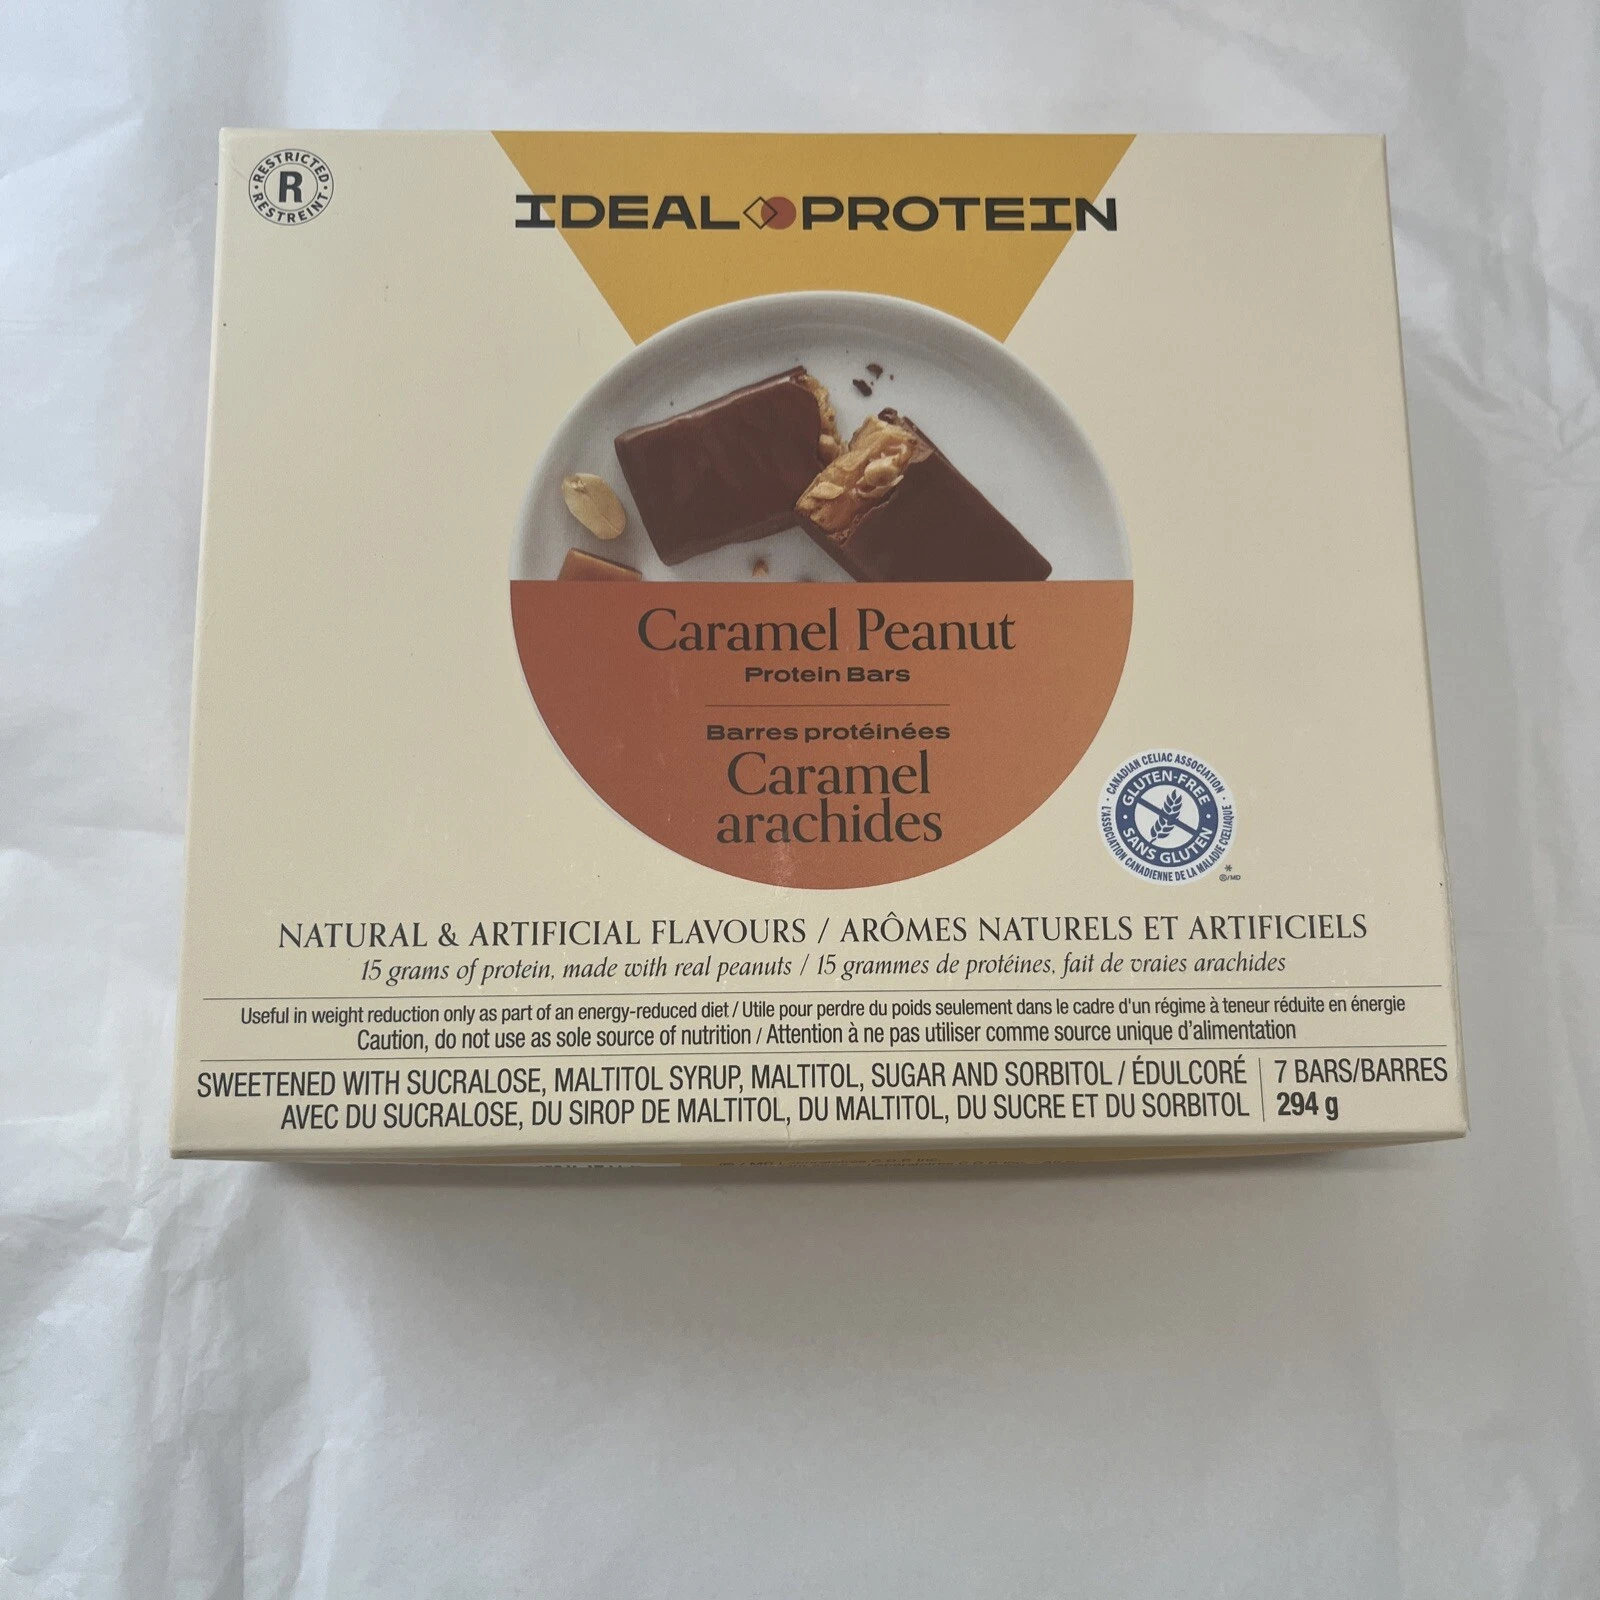 RESTRICTED
R
RESTREINT
IDEAL PROTEIN
Caramel Peanut
Protein Bars
Barres protéinées
Caramel
arachides
CANADIAN CELIAC ASSOCIATION
GLUTEN-FREE
SANS GLUTEN
L'ASSOCIATION CANADIENNE DE LA MALADIE CŒLIAQUE
*
®/MD
NATURAL & ARTIFICIAL FLAVOURS / ARÔMES NATURELS ET ARTIFICIELS
15 grams of protein, made with real peanuts / 15 grammes de protéines, fait de vraies arachides
Useful in weight reduction only as part of an energy-reduced diet / Utile pour perdre du poids seulement dans le cadre d'un régime à teneur réduite en énergie
Caution, do not use as sole source of nutrition / Attention à ne pas utiliser comme source unique d'alimentation
SWEETENED WITH SUCRALOSE, MALTITOL SYRUP, MALTITOL, SUGAR AND SORBITOL / ÉDULCORÉ
AVEC DU SUCRALOSE, DU SIROP DE MALTITOL, DU MALTITOL, DU SUCRE ET DU SORBITOL
7 BARS/BARRES
294 g